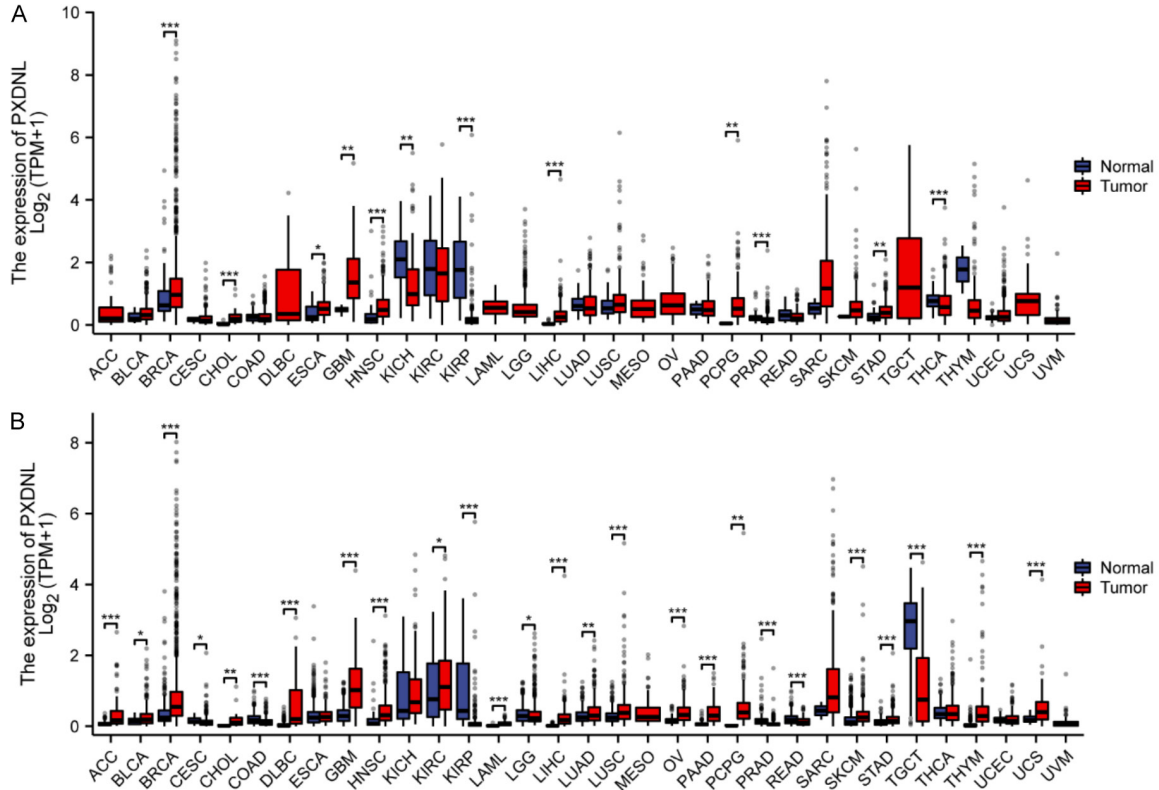 A
The expression of PXDNL
Log2 (TPM+1)
10
8
6
4
2
0
*** *** * ** *** ** *** *** ** *** ** ***
Normal
Tumor
ACC BLCA BRCA CESC CHOL COAD DLBC ESCA GBM HNSC KICH KIRC KIRP LAML LGG LIHC LUAD LUSC MESO OV PAAD PCPG PRAD READ SARC SKCM STAD TGCT THCA THYM UCEC UCS UVM
B
The expression of PXDNL
Log2 (TPM+1)
8
6
4
2
0
*** * *** * ** *** *** *** *** * *** *** * *** ** *** *** *** ** *** *** *** *** *** *** ***
Normal
Tumor
ACC BLCA BRCA CESC CHOL COAD DLBC ESCA GBM HNSC KICH KIRC KIRP LAML LGG LIHC LUAD LUSC MESO OV PAAD PCPG PRAD READ SARC SKCM STAD TGCT THCA THYM UCEC UCS UVM